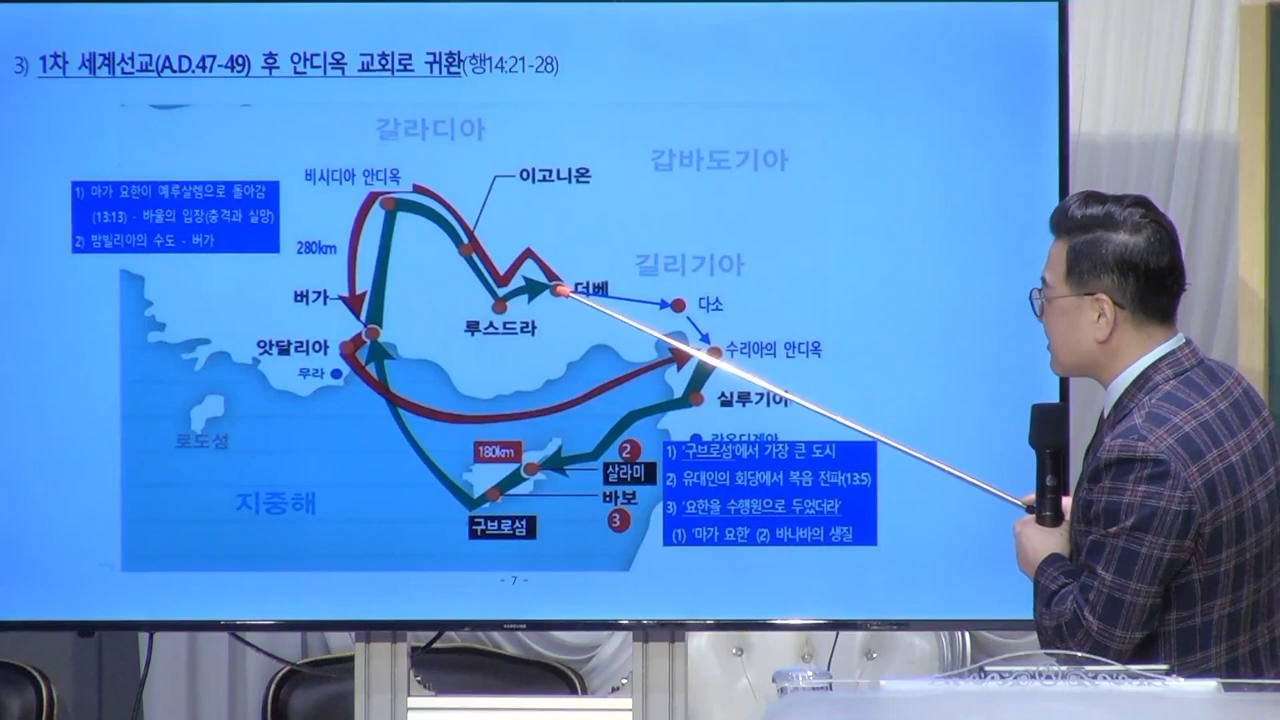 3) 1차 세계선교(A.D.47-49) 후 안디옥 교회로 귀환(행14:21-28)
갈라디아
갑바도기아
비시디아 안디옥
이고니온
1) 마가 요한이 예루살렘으로 돌아감
(13:13) - 바울의 입장(충격과 실망)
2) 밤빌리아의 수도 - 버가
280km
길리기아
버가
더베
다소
루스드라
앗달리아
수리아의 안디옥
무라
실루기아
로도섬
라오디게아
180km
2
살라미
지중해
바보
구브로섬
3
1) '구브로섬'에서 가장 큰 도시
2) 유대인의 회당에서 복음 전파(13:5)
3) '요한을 수행원으로 두었더라'
(1) '마가 요한' (2) 바나바의 생질
- 7 -
SAMSUNG